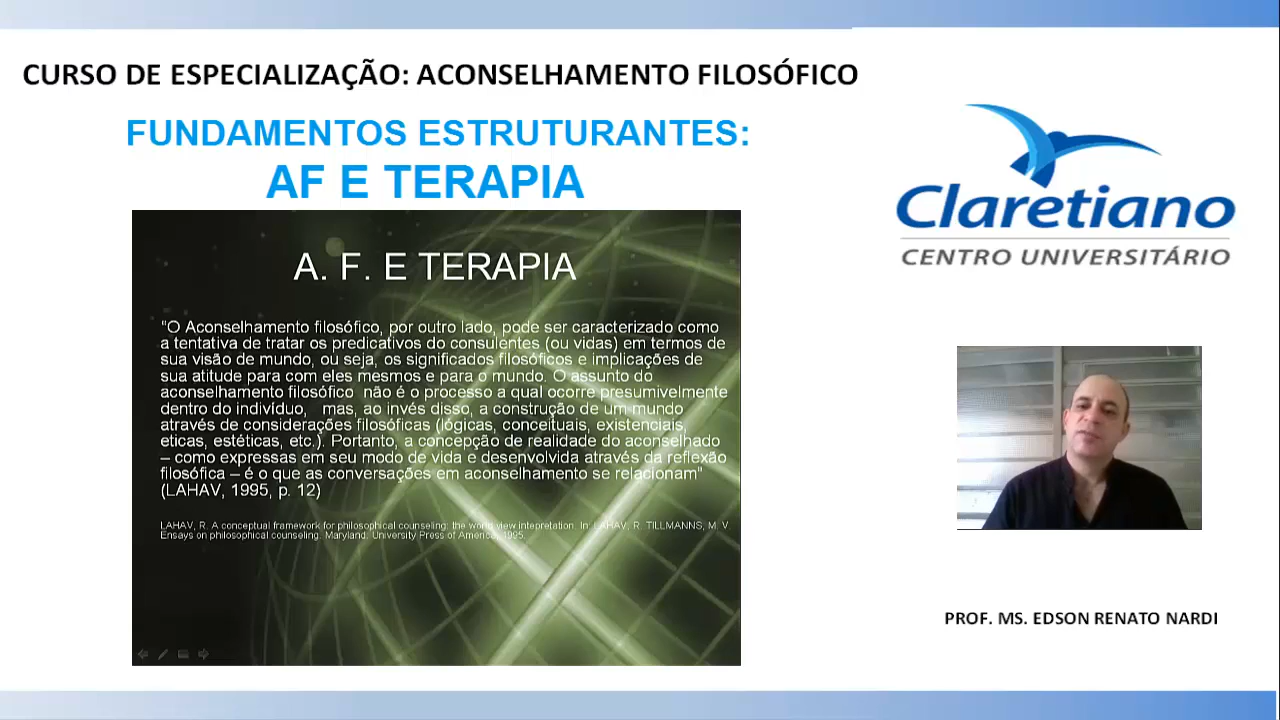 CURSO DE ESPECIALIZAÇÃO: ACONSELHAMENTO FILOSÓFICO
FUNDAMENTOS ESTRUTURANTES:
AF E TERAPIA
A. F. E TERAPIA
"O Aconselhamento filosófico, por outro lado, pode ser caracterizado como
a tentativa de tratar os predicativos do consulentes (ou vidas) em termos de
sua visão de mundo, ou seja, os significados filosóficos e implicações de
sua atitude para com eles mesmos e para o mundo. O assunto do
aconselhamento filosófico não é o processo a qual ocorre presumivelmente
dentro do indivíduo, mas, ao invés disso, a construção de um mundo
através de considerações filosóficas (lógicas, conceituais, existenciais,
eticas, estéticas, etc.). Portanto, a concepção de realidade do aconselhado
– como expressas em seu modo de vida e desenvolvida através da reflexão
filosófica – é o que as conversações em aconselhamento se relacionam"
(LAHAV, 1995, p. 12)
LAHAV, R. A conceptual framework for philosophical counseling: the world view intepretation. In: LAHAV, R. TILLMANNS, M. V.
Ensays on philosophical counseling. Maryland: University Press of America, 1995.
Claretiano
CENTRO UNIVERSITÁRIO
PROF. MS. EDSON RENATO NARDI